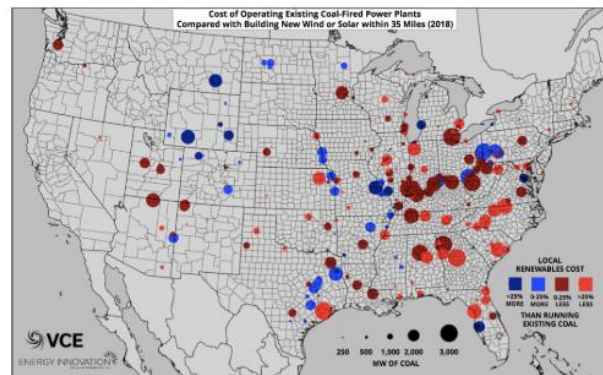 Cost of Operating Existing Coal-Fired Power Plants
Compared with Building New Wind or Solar within 35 Miles (2018)
LOCAL
RENEWABLES COST
>25% 0-25% 0-25% >25%
MORE MORE LESS LESS
THAN RUNNING
EXISTING COAL
VCE
ENERGY INNOVATION
250 500 1,000 2,000 3,000
MW OF COAL